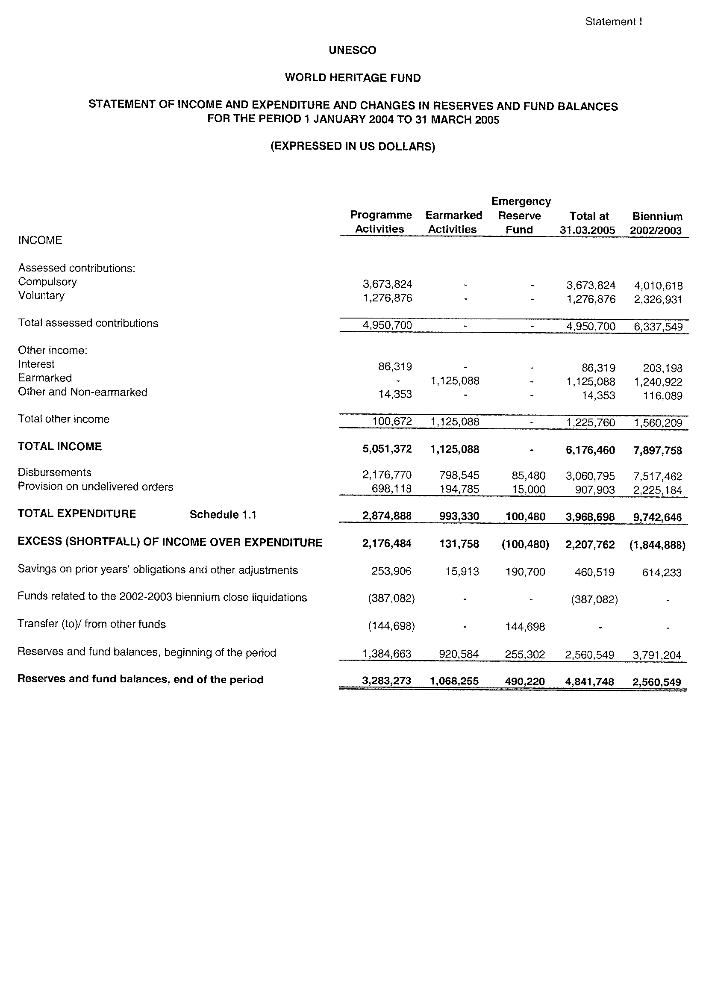 Statement I
UNESCO
WORLD HERITAGE FUND
STATEMENT OF INCOME AND EXPENDITURE AND CHANGES IN RESERVES AND FUND BALANCES
FOR THE PERIOD 1 JANUARY 2004 TO 31 MARCH 2005
(EXPRESSED IN US DOLLARS)
Emergency
Programme Earmarked Reserve Total at Biennium
Activities Activities Fund 31.03.2005 2002/2003
INCOME
Assessed contributions:
Compulsory 3,673,824 - - 3,673,824 4,010,618
Voluntary 1,276,876 - - 1,276,876 2,326,931
Total assessed contributions 4,950,700 - - 4,950,700 6,337,549
Other income:
Interest 86,319 - - 86,319 203,198
Earmarked - 1,125,088 - 1,125,088 1,240,922
Other and Non-earmarked 14,353 - - 14,353 116,089
Total other income 100,672 1,125,088 - 1,225,760 1,560,209
TOTAL INCOME 5,051,372 1,125,088 - 6,176,460 7,897,758
Disbursements 2,176,770 798,545 85,480 3,060,795 7,517,462
Provision on undelivered orders 698,118 194,785 15,000 907,903 2,225,184
TOTAL EXPENDITURE Schedule 1.1 2,874,888 993,330 100,480 3,968,698 9,742,646
EXCESS (SHORTFALL) OF INCOME OVER EXPENDITURE 2,176,484 131,758 (100,480) 2,207,762 (1,844,888)
Savings on prior years' obligations and other adjustments 253,906 15,913 190,700 460,519 614,233
Funds related to the 2002-2003 biennium close liquidations (387,082) - - (387,082) -
Transfer (to)/ from other funds (144,698) - 144,698 - -
Reserves and fund balances, beginning of the period 1,384,663 920,584 255,302 2,560,549 3,791,204
Reserves and fund balances, end of the period 3,283,273 1,068,255 490,220 4,841,748 2,560,549